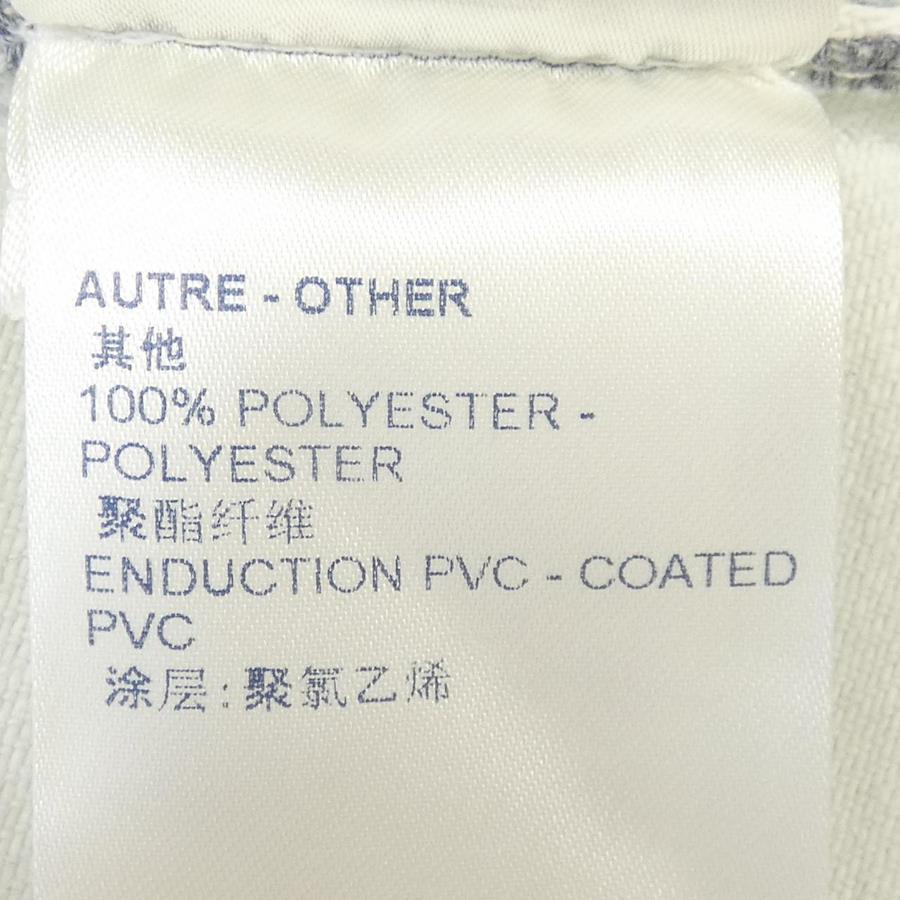 AUTRE - OTHER
其他
100% POLYESTER -
POLYESTER
聚酯纤维
ENDUCTION PVC - COATED
PVC
涂层:聚氯乙烯